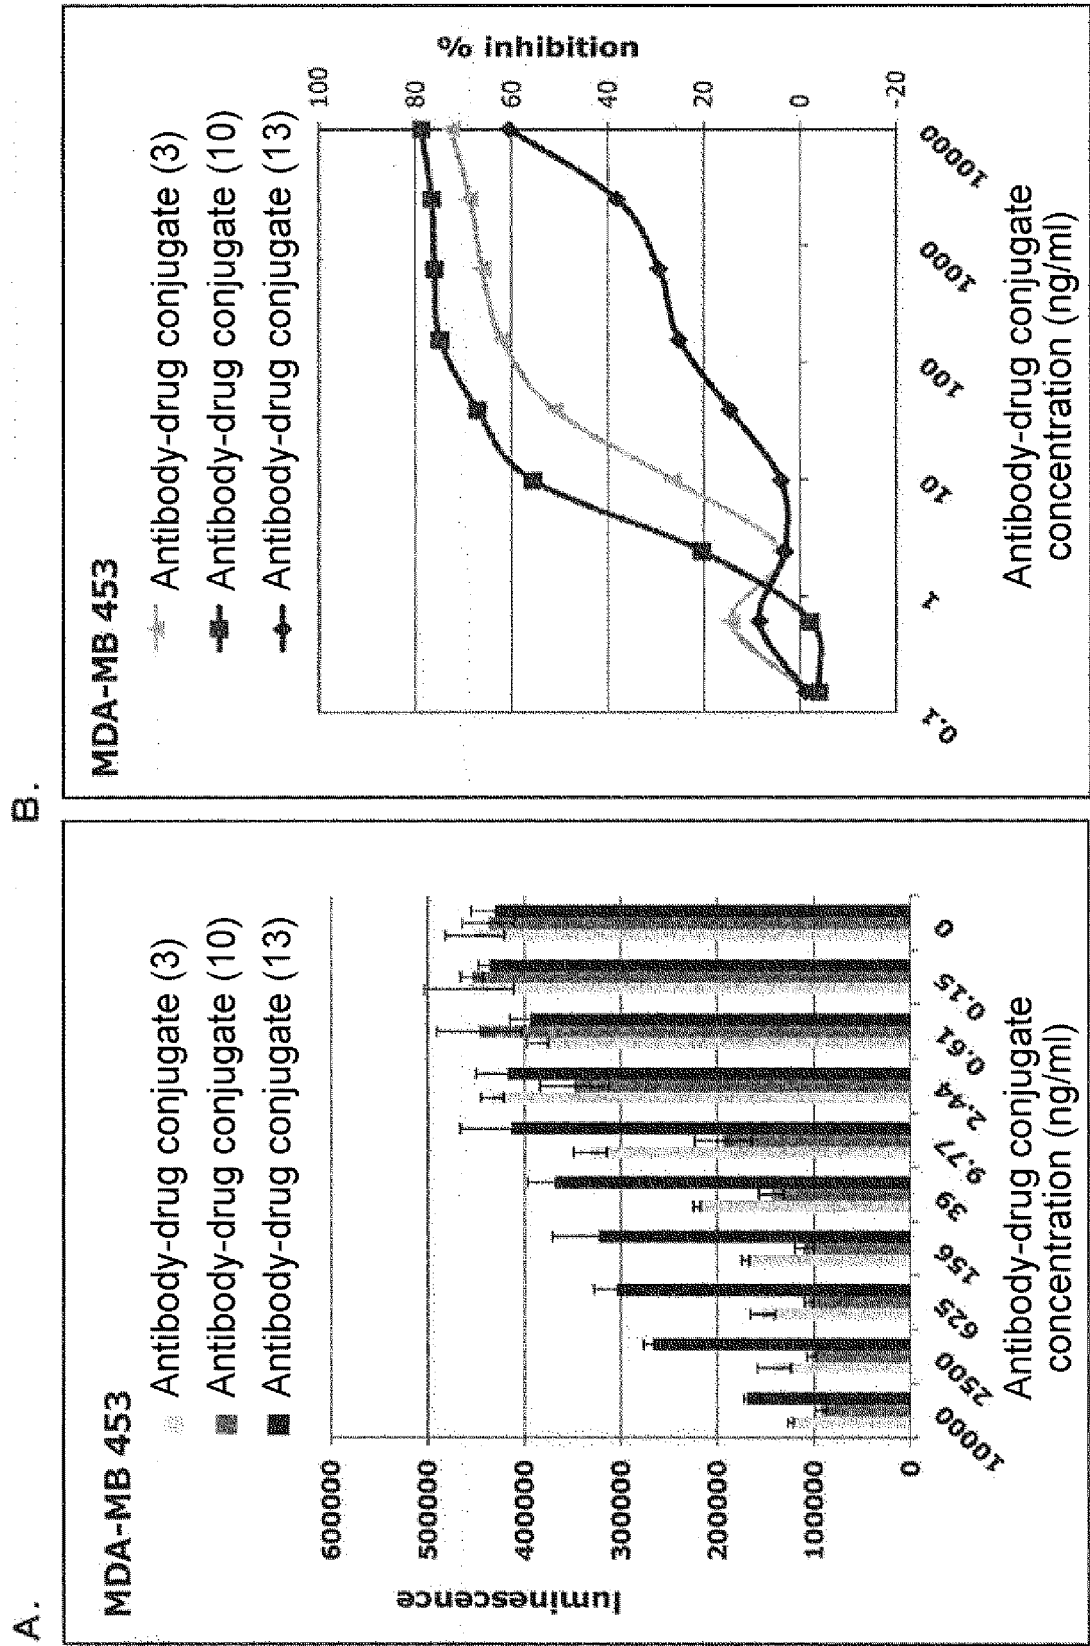 A.
MDA-MB 453
Antibody-drug conjugate (3)
Antibody-drug conjugate (10)
Antibody-drug conjugate (13)
600000
500000
400000
300000
200000
100000
0
luminescence
10000
2500
625
156
39
9.77
2.44
0.61
0.15
0
Antibody-drug conjugate
concentration (ng/ml)
B.
MDA-MB 453
Antibody-drug conjugate (3)
Antibody-drug conjugate (10)
Antibody-drug conjugate (13)
100
80
60
40
20
0
-20
% inhibition
0.1
1
10
100
1000
10000
Antibody-drug conjugate
concentration (ng/ml)